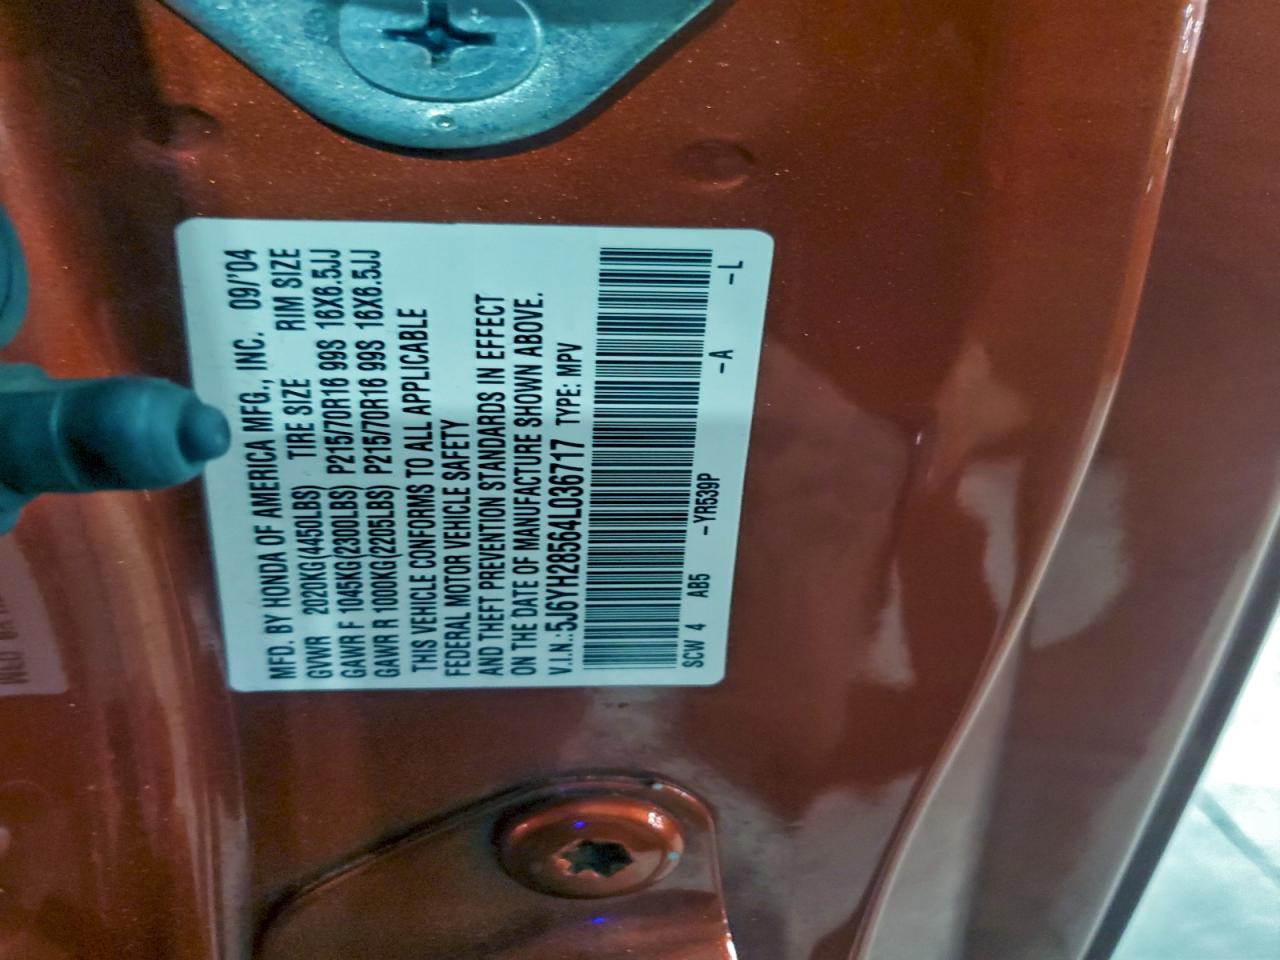 MFD. BY HONDA OF AMERICA MFG., INC. 09/'04
GVWR 2020KG(4450LBS) TIRE SIZE RIM SIZE
GAWR F 1045KG(2300LBS) P215/70R16 99S 16X6.5JJ
GAWR R 1000KG(2205LBS) P215/70R16 99S 16X6.5JJ
THIS VEHICLE CONFORMS TO ALL APPLICABLE
FEDERAL MOTOR VEHICLE SAFETY
AND THEFT PREVENTION STANDARDS IN EFFECT
ON THE DATE OF MANUFACTURE SHOWN ABOVE.
V.I.N.:5J6YH28564L036717 TYPE: MPV
SCW 4 AB5 -YR539P -A -L